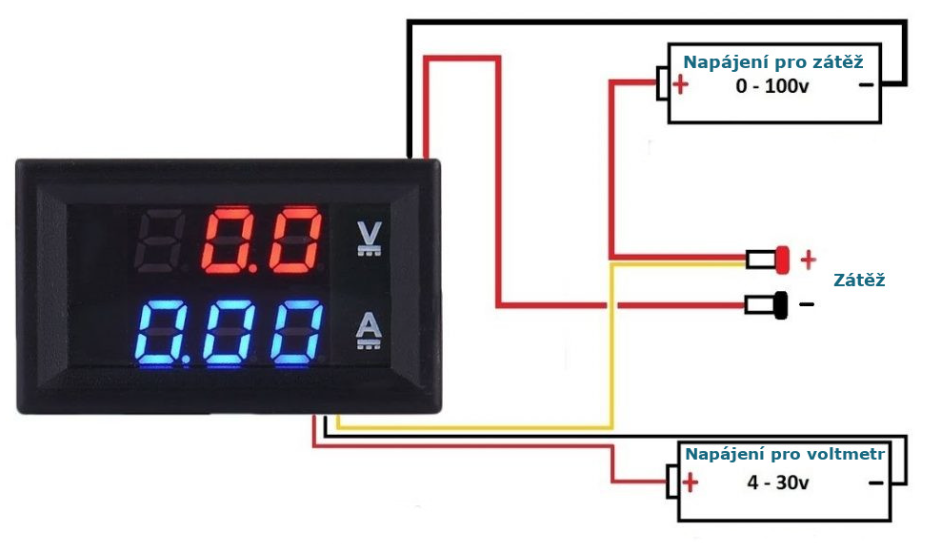 Napájení pro zátěž
+ 0 - 100v −
0.0 V
+
Zátěž
−
0.00 A
Napájení pro voltmetr
+ 4 - 30v −